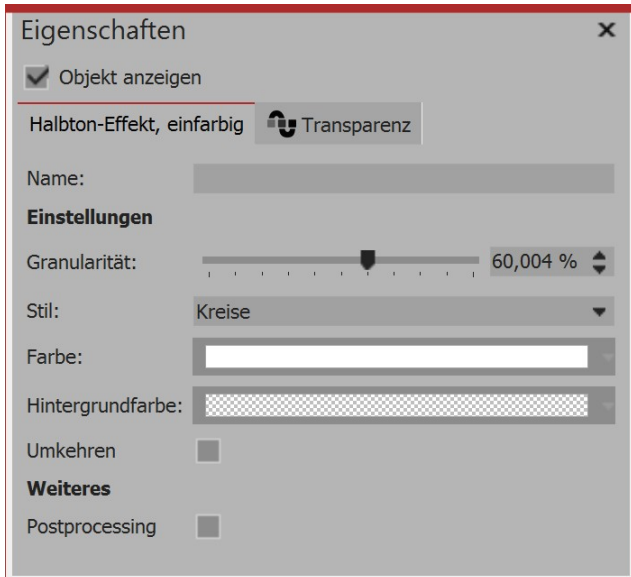 Eigenschaften
Objekt anzeigen
Halbton-Effekt, einfarbig Transparenz
Name:
Einstellungen
Granularität: 60,004 %
Stil: Kreise
Farbe:
Hintergrundfarbe:
Umkehren
Weiteres
Postprocessing